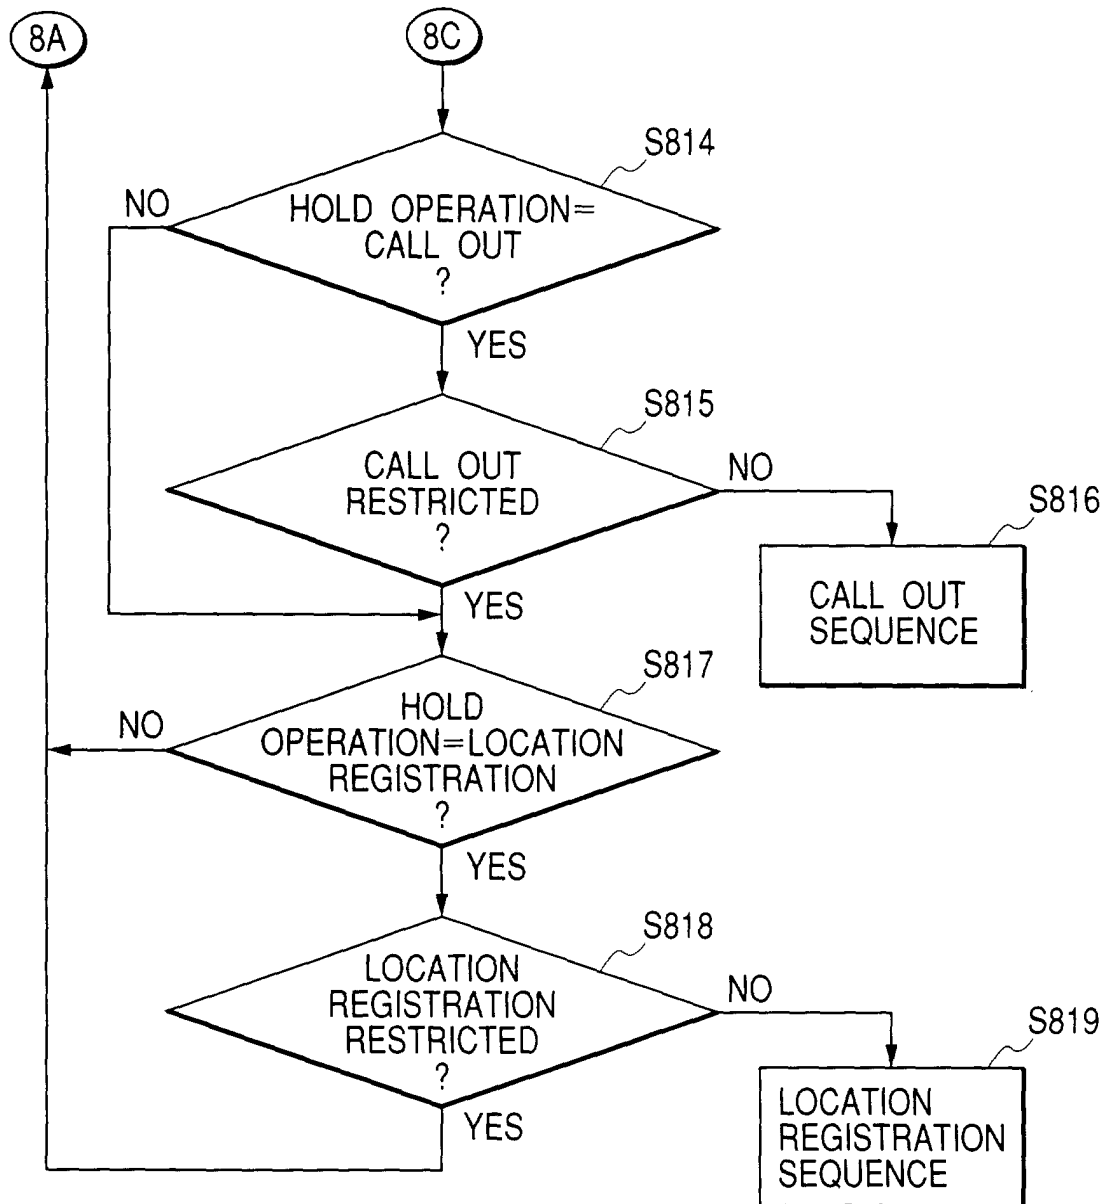 8A
8C
S814
NO
HOLD OPERATION=
CALL OUT
?
YES
S815
CALL OUT
RESTRICTED
?
NO
S816
CALL OUT
SEQUENCE
YES
S817
NO
HOLD
OPERATION=LOCATION
REGISTRATION
?
YES
S818
LOCATION
REGISTRATION
RESTRICTED
?
NO
S819
LOCATION
REGISTRATION
SEQUENCE
YES